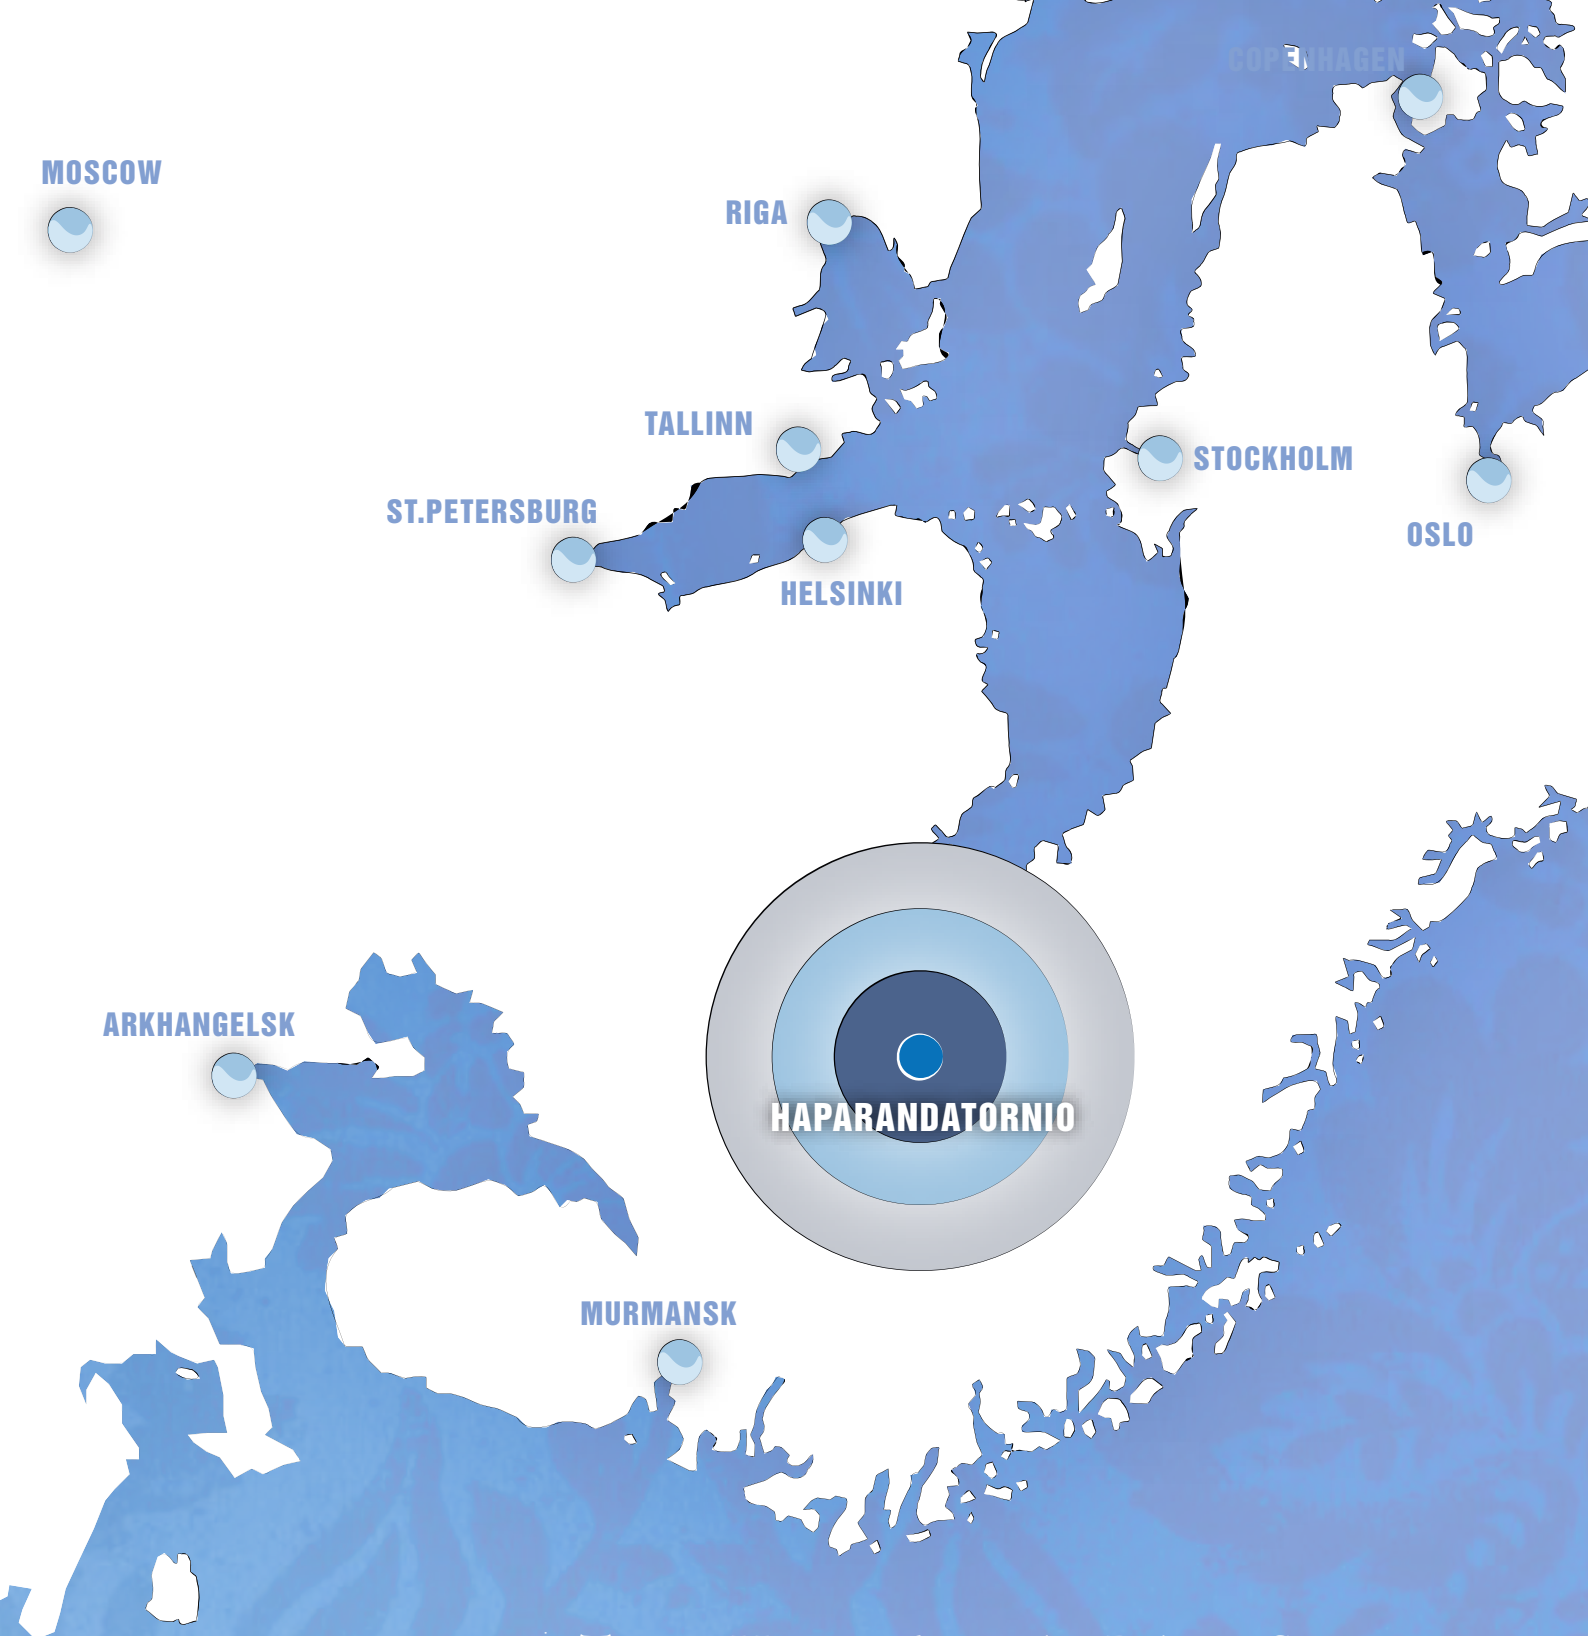 COPENHAGEN
MOSCOW
RIGA
TALLINN
STOCKHOLM
ST.PETERSBURG
OSLO
HELSINKI
ARKHANGELSK
HAPARANDATORNIO
MURMANSK